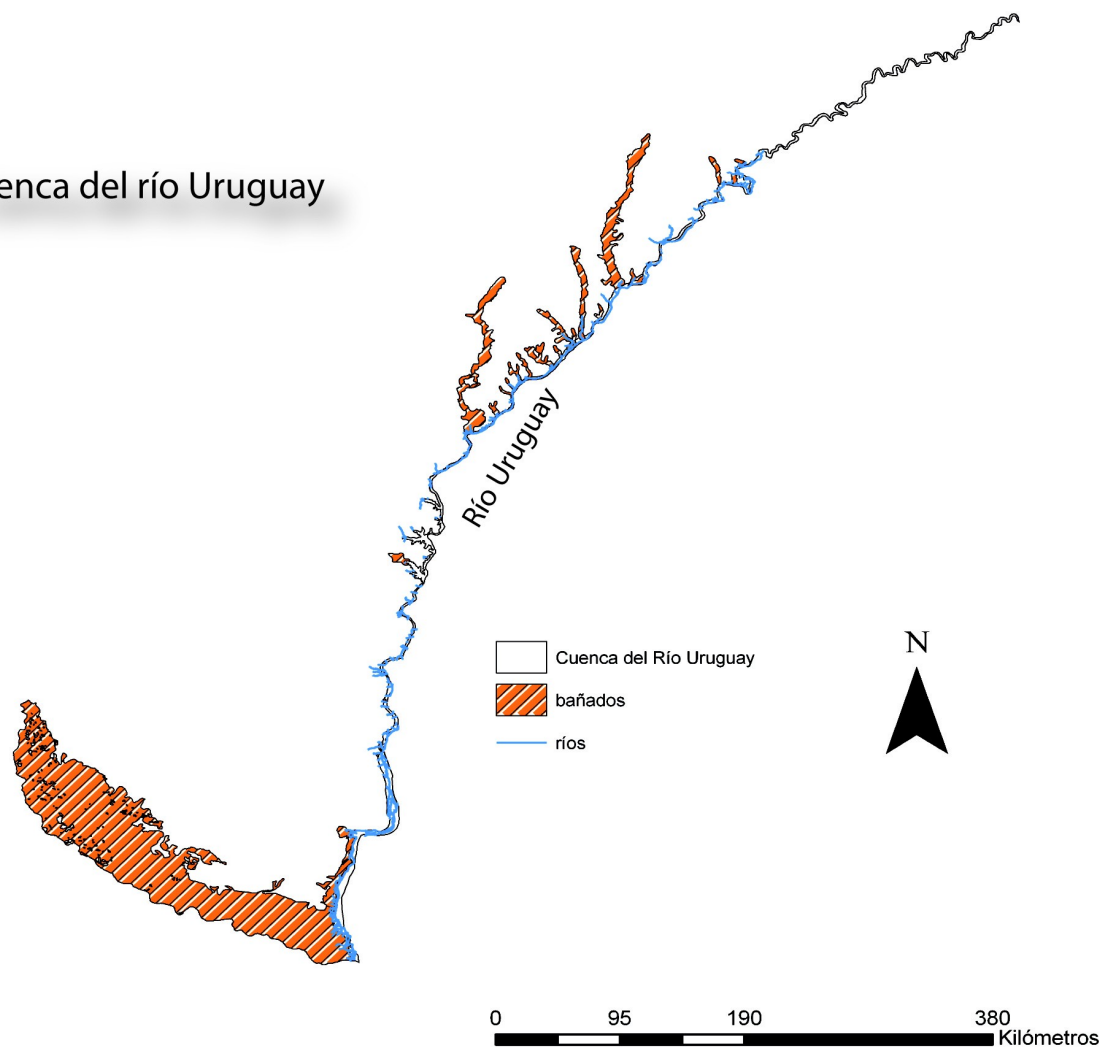 enca del río Uruguay
Río Uruguay
Cuenca del Río Uruguay
bañados
ríos
N
0 95 190 380
Kilómetros